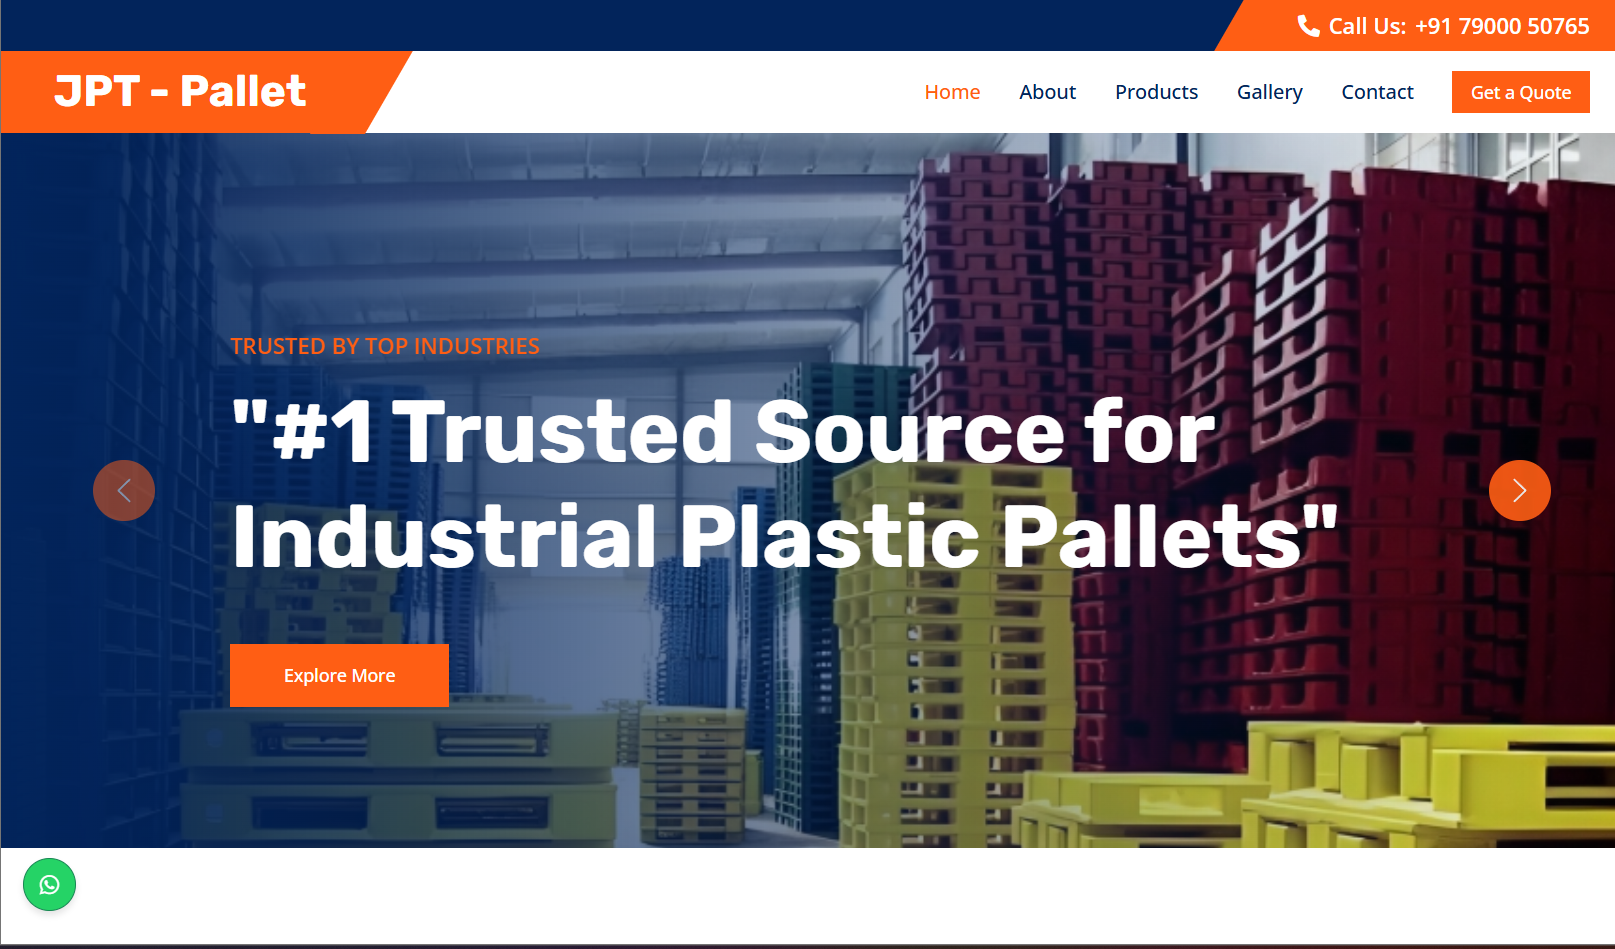 Call Us: +91 79000 50765
JPT - Pallet
Home About Products Gallery Contact Get a Quote
TRUSTED BY TOP INDUSTRIES
"#1 Trusted Source for
Industrial Plastic Pallets"
Explore More